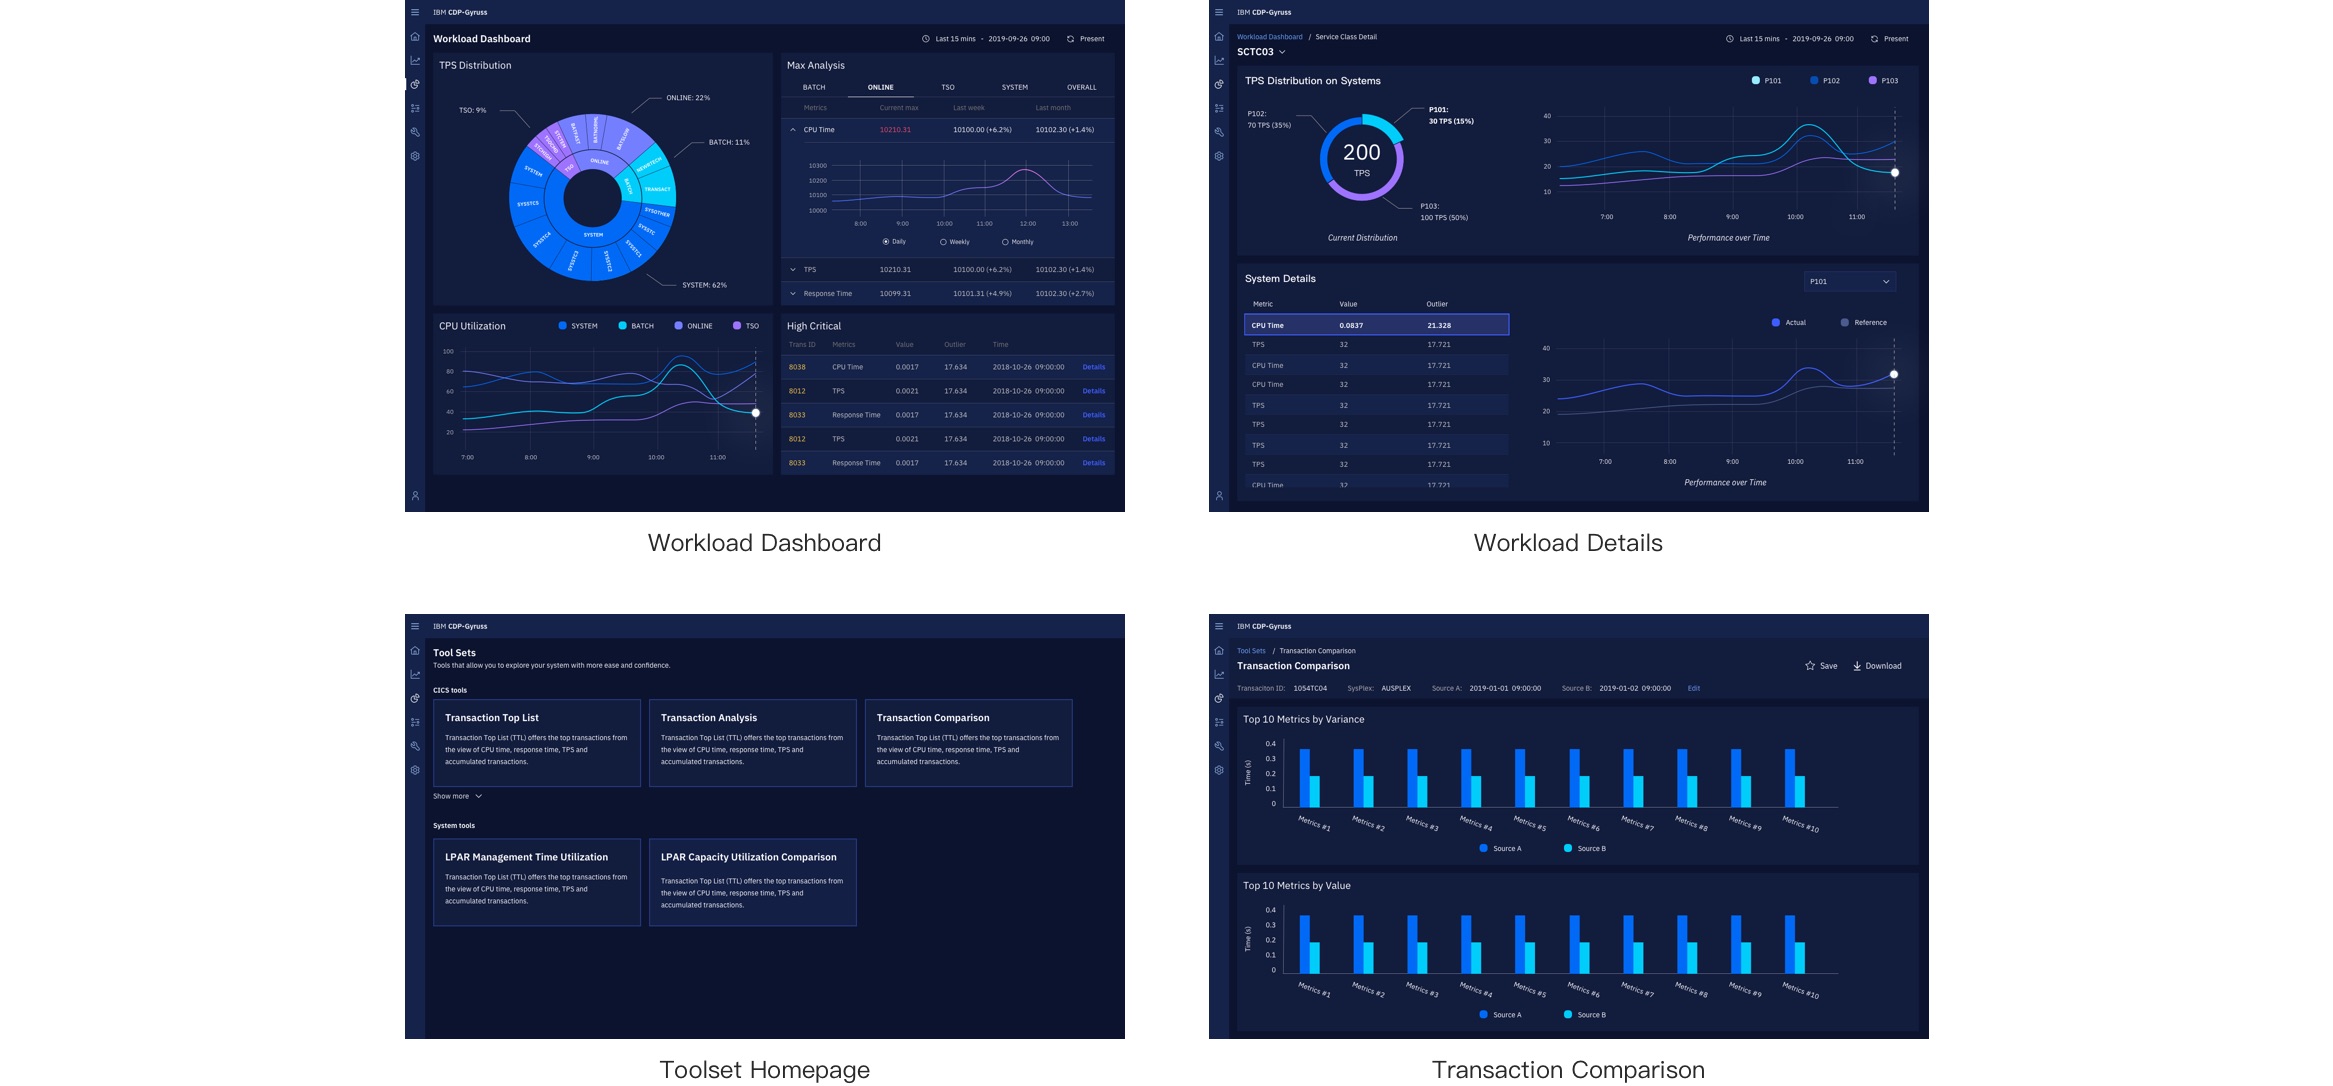 IBM CDP-Gyruss
Workload Dashboard
Last 15 mins - 2019-09-26 09:00 Present
TPS Distribution
TSO: 9%
ONLINE: 22%
BATCH: 11%
SYSTEM: 62%
ONLINE
BATCH
SYSTEM
TSO
BATFAST
BATNORML
BATSLOW
NEWBTECH
TRANSACT
SYSOTHER
SYSSTC
SYSSTC1
SYSSTC2
SYSSTC3
SYSSTC4
SYSSTC5
SYSTEM
Max Analysis
BATCH ONLINE TSO SYSTEM OVERALL
Metrics Current max Last week Last month
CPU Time 10210.31 10100.00 (+6.2%) 10102.30 (+1.4%)
10300
10200
10100
10000
8:00 9:00 10:00 11:00 12:00 13:00
Daily Weekly Monthly
TPS 10210.31 10100.00 (+6.2%) 10102.30 (+1.4%)
Response Time 10099.31 10101.31 (+4.9%) 10102.30 (+2.7%)
CPU Utilization SYSTEM BATCH ONLINE TSO
100
80
60
40
20
7:00 8:00 9:00 10:00 11:00
High Critical
Trans ID Metrics Value Outlier Time
8038 CPU Time 0.0017 17.634 2018-10-26 09:00:00 Details
8012 TPS 0.0021 17.634 2018-10-26 09:00:00 Details
8033 Response Time 0.0017 17.634 2018-10-26 09:00:00 Details
8012 TPS 0.0021 17.634 2018-10-26 09:00:00 Details
8033 Response Time 0.0017 17.634 2018-10-26 09:00:00 Details
Workload Dashboard
IBM CDP-Gyruss
Workload Dashboard / Service Class Detail
SCTC03
Last 15 mins - 2019-09-26 09:00 Present
TPS Distribution on Systems
P101 P102 P103
P102:
70 TPS (35%)
P101:
30 TPS (15%)
200
TPS
P103:
100 TPS (50%)
Current Distribution
40
30
20
10
7:00 8:00 9:00 10:00 11:00
Performance over Time
System Details
P101
Metric Value Outlier
CPU Time 0.0837 21.328
TPS 32 17.721
CPU Time 32 17.721
CPU Time 32 17.721
TPS 32 17.721
TPS 32 17.721
TPS 32 17.721
TPS 32 17.721
CPU Time 32 17.721
Actual Reference
40
30
20
10
7:00 8:00 9:00 10:00 11:00
Performance over Time
Workload Details
IBM CDP-Gyruss
Tool Sets
Tools that allow you to explore your system with more ease and confidence.
CICS tools
Transaction Top List
Transaction Top List (TTL) offers the top transactions from
the view of CPU time, response time, TPS and
accumulated transactions.
Transaction Analysis
Transaction Top List (TTL) offers the top transactions from
the view of CPU time, response time, TPS and
accumulated transactions.
Transaction Comparison
Transaction Top List (TTL) offers the top transactions from
the view of CPU time, response time, TPS and
accumulated transactions.
Show more
System tools
LPAR Management Time Utilization
Transaction Top List (TTL) offers the top transactions from
the view of CPU time, response time, TPS and
accumulated transactions.
LPAR Capacity Utilization Comparison
Transaction Top List (TTL) offers the top transactions from
the view of CPU time, response time, TPS and
accumulated transactions.
Toolset Homepage
IBM CDP-Gyruss
Tool Sets / Transaction Comparison
Transaction Comparison
Save Download
Transaciton ID: 1054TC04 SysPlex: AUSPLEX Source A: 2019-01-01 09:00:00 Source B: 2019-01-02 09:00:00 Edit
Top 10 Metrics by Variance
Time (s)
0.4
0.3
0.2
0.1
0
Metrics #1 Metrics #2 Metrics #3 Metrics #4 Metrics #5 Metrics #6 Metrics #7 Metrics #8 Metrics #9 Metrics #10
Source A Source B
Top 10 Metrics by Value
Time (s)
0.4
0.3
0.2
0.1
0
Metrics #1 Metrics #2 Metrics #3 Metrics #4 Metrics #5 Metrics #6 Metrics #7 Metrics #8 Metrics #9 Metrics #10
Source A Source B
Transaction Comparison